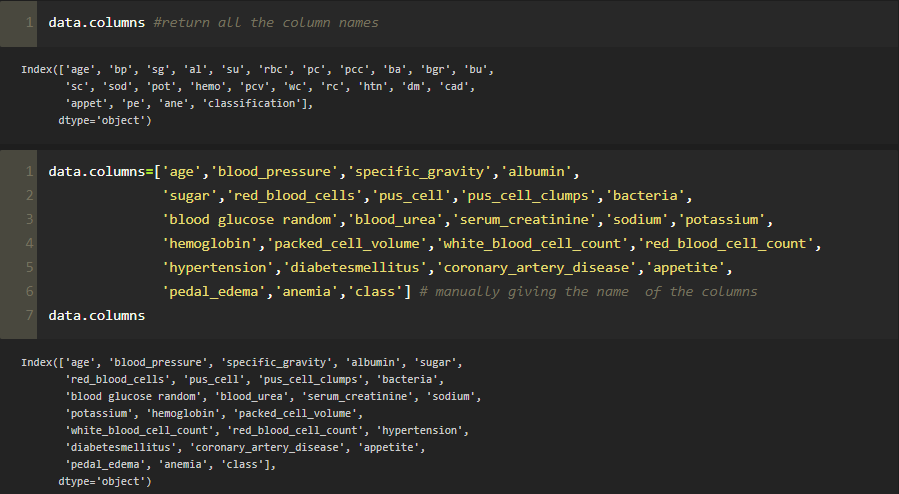 1 data.columns #return all the column names
Index(['age', 'bp', 'sg', 'al', 'su', 'rbc', 'pc', 'pcc', 'ba', 'bgr', 'bu',
'sc', 'sod', 'pot', 'hemo', 'pcv', 'wc', 'rc', 'htn', 'dm', 'cad',
'appet', 'pe', 'ane', 'classification'],
dtype='object')
1 data.columns=['age','blood_pressure','specific_gravity','albumin',
2 'sugar','red_blood_cells','pus_cell','pus_cell_clumps','bacteria',
3 'blood glucose random','blood_urea','serum_creatinine','sodium','potassium',
4 'hemoglobin','packed_cell_volume','white_blood_cell_count','red_blood_cell_count',
5 'hypertension','diabetesmellitus','coronary_artery_disease','appetite',
6 'pedal_edema','anemia','class'] # manually giving the name  of the columns
7 data.columns
Index(['age', 'blood_pressure', 'specific_gravity', 'albumin', 'sugar',
'red_blood_cells', 'pus_cell', 'pus_cell_clumps', 'bacteria',
'blood glucose random', 'blood_urea', 'serum_creatinine', 'sodium',
'potassium', 'hemoglobin', 'packed_cell_volume',
'white_blood_cell_count', 'red_blood_cell_count', 'hypertension',
'diabetesmellitus', 'coronary_artery_disease', 'appetite',
'pedal_edema', 'anemia', 'class'],
dtype='object')